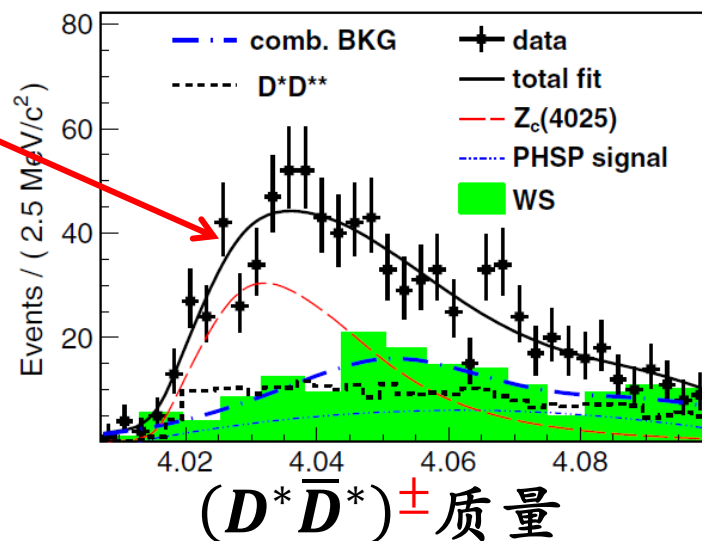 80
60
40
20
Events / ( 2.5 MeV/c²)
comb. BKG
D*D**
data
total fit
Zc(4025)
PHSP signal
WS
4.02 4.04 4.06 4.08
(D*D̅*)± 质量